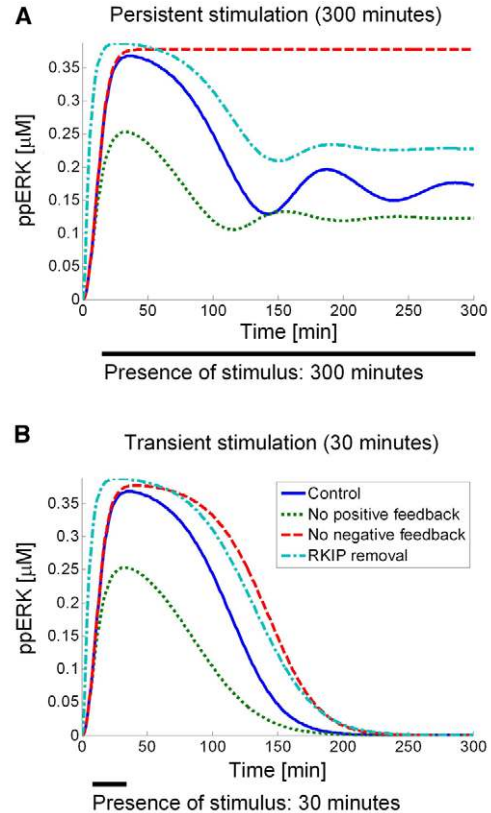 A
Persistent stimulation (300 minutes)
0.35
0.3
0.25
0.2
0.15
0.1
0.05
0
ppERK [μM]
0 50 100 150 200 250 300
Time [min]
Presence of stimulus: 300 minutes
B
Transient stimulation (30 minutes)
0.35
0.3
0.25
0.2
0.15
0.1
0.05
0
ppERK [μM]
Control
No positive feedback
No negative feedback
RKIP removal
0 50 100 150 200 250 300
Time [min]
Presence of stimulus: 30 minutes